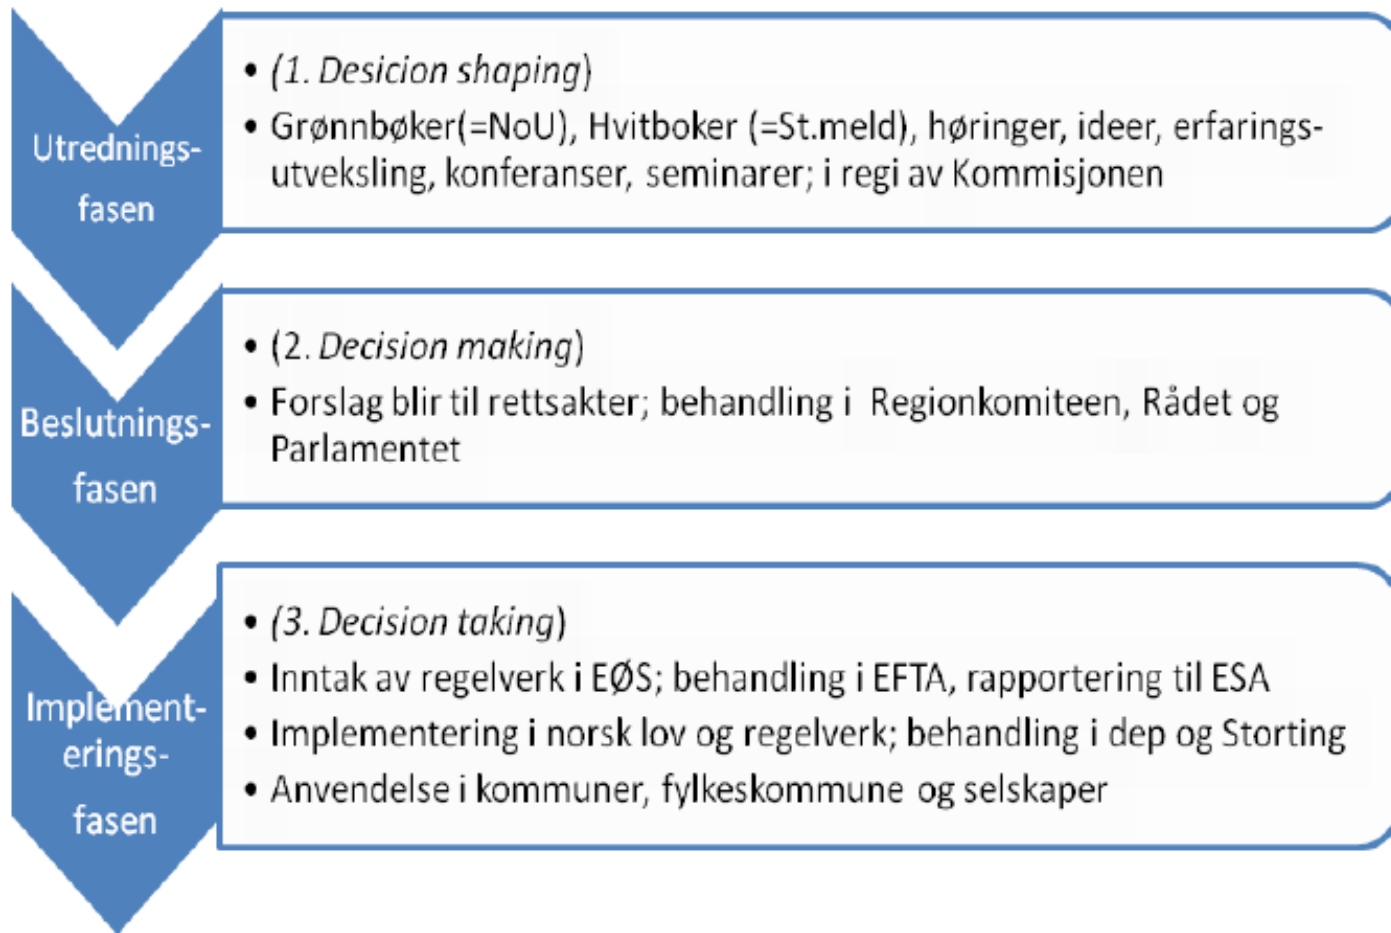 Utrednings-
fasen
• (1. Desicion shaping)
• Grønnbøker(=NoU), Hvitboker (=St.meld), høringer, ideer, erfarings-
utveksling, konferanser, seminarer; i regi av Kommisjonen
Beslutnings-
fasen
• (2. Decision making)
• Forslag blir til rettsakter; behandling i Regionkomiteen, Rådet og
Parlamentet
Implement-
erings-
fasen
• (3. Decision taking)
• Inntak av regelverk i EØS; behandling i EFTA, rapportering til ESA
• Implementering i norsk lov og regelverk; behandling i dep og Storting
• Anvendelse i kommuner, fylkeskommune og selskaper